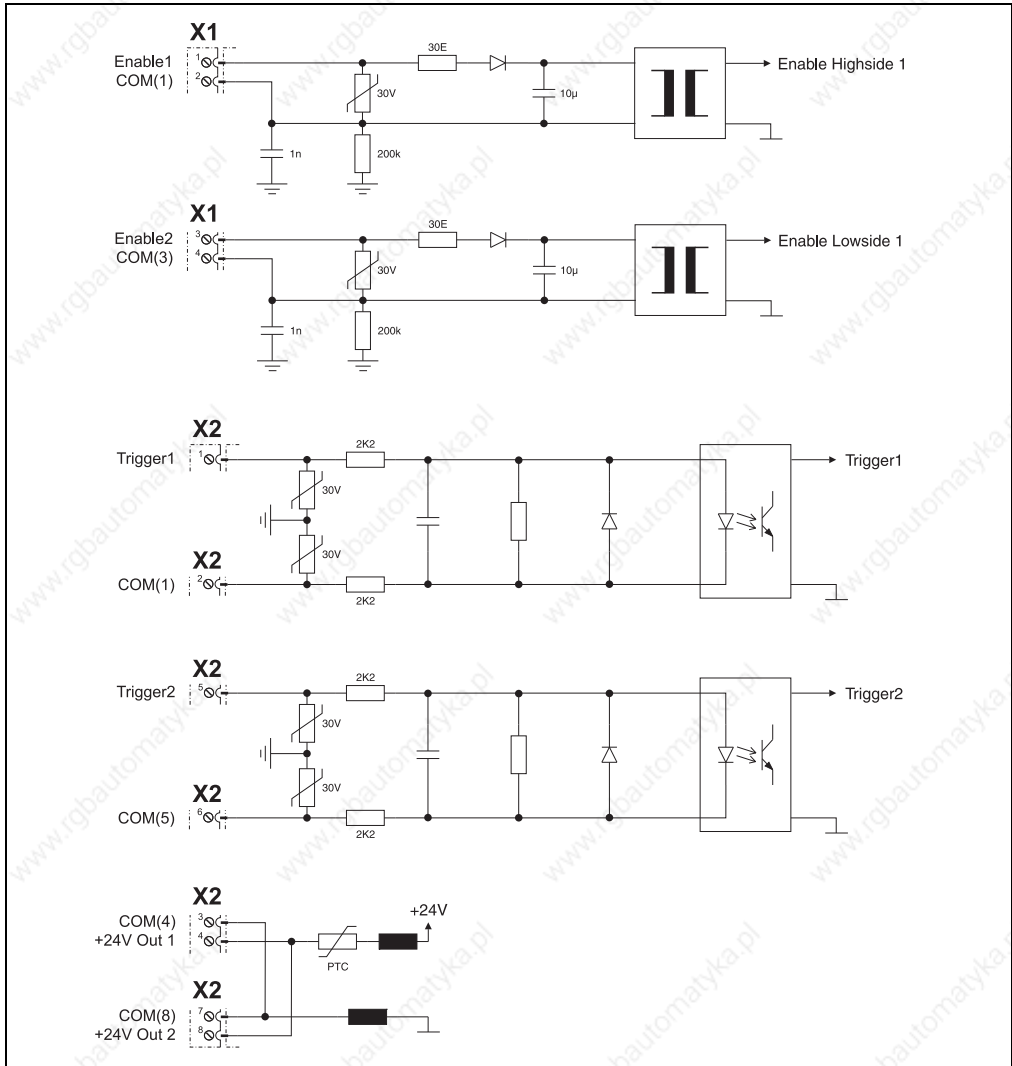 X1
30E
Enable1 1 Enable Highside 1
COM(1) 2
30V 10µ
1n 200k
X1
30E
Enable2 3 Enable Lowside 1
COM(3) 4
30V 10µ
1n 200k
X2
2K2
Trigger1 1 Trigger1
30V
30V
X2
COM(1) 2
2K2
X2
2K2
Trigger2 5 Trigger2
30V
30V
X2
COM(5) 6
2K2
X2
+24V
COM(4) 3
+24V Out 1 4
PTC
X2
COM(8) 7
+24V Out 2 8
www.rgbautomatyka.pl